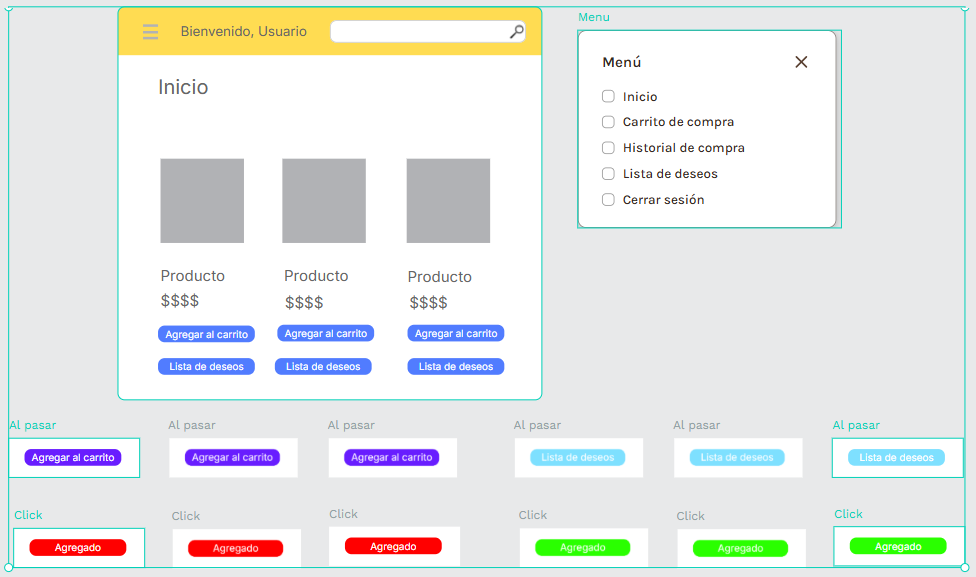 Bienvenido, Usuario
Inicio
Producto
$$$$
Agregar al carrito
Lista de deseos
Producto
$$$$
Agregar al carrito
Lista de deseos
Producto
$$$$
Agregar al carrito
Lista de deseos
Menu
Menú
Inicio
Carrito de compra
Historial de compra
Lista de deseos
Cerrar sesión
Al pasar
Agregar al carrito
Al pasar
Agregar al carrito
Al pasar
Agregar al carrito
Al pasar
Lista de deseos
Al pasar
Lista de deseos
Al pasar
Lista de deseos
Click
Agregado
Click
Agregado
Click
Agregado
Click
Agregado
Click
Agregado
Click
Agregado